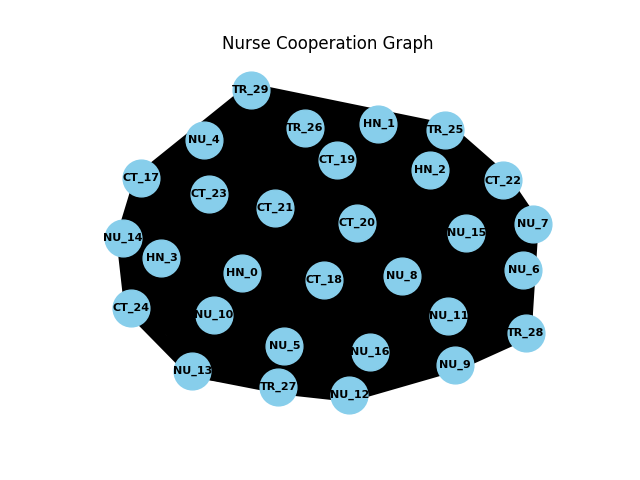 Nurse Cooperation Graph
TR_29
HN_1
TR_26
TR_25
NU_4
CT_19
HN_2
CT_17
CT_22
CT_23
CT_21
CT_20
NU_7
NU_15
NU_14
HN_3
NU_6
HN_0
NU_8
CT_18
CT_24
NU_10
NU_11
TR_28
NU_5
NU_16
NU_9
NU_13
TR_27
NU_12